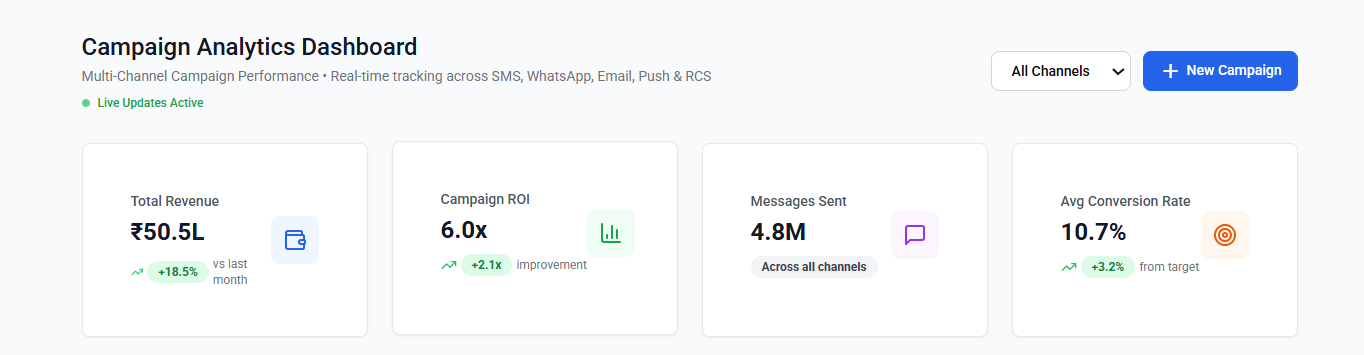 Campaign Analytics Dashboard
Multi-Channel Campaign Performance • Real-time tracking across SMS, WhatsApp, Email, Push & RCS
Live Updates Active
All Channels
New Campaign
Total Revenue
₹50.5L
+18.5% vs last
month
Campaign ROI
6.0x
+2.1x improvement
Messages Sent
4.8M
Across all channels
Avg Conversion Rate
10.7%
+3.2% from target